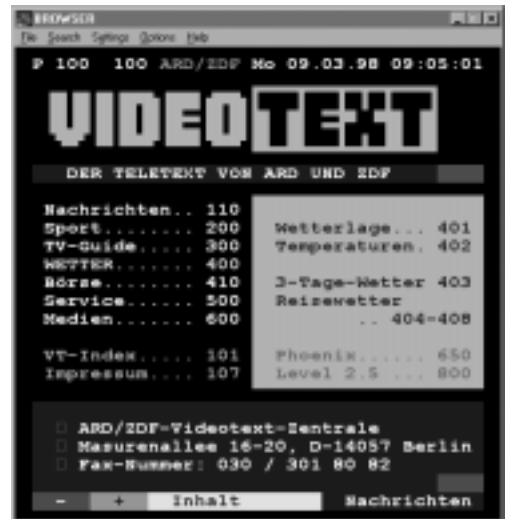 BROWSER
File Search Settings Options Help
P 100 100 ARD/ZDF Mo 09.03.98 09:05:01
VIDEOTEXT
DER TELETEXT VON ARD UND ZDF
Nachrichten.. 110
Sport........ 200 Wetterlage... 401
TV-Guide..... 300 Temperaturen. 402
WETTER....... 400
Börse........ 410 3-Tage-Wetter 403
Service...... 500 Reisewetter
Medien....... 600 .. 404-408
VT-Index..... 101 Phoenix...... 650
Impressum.... 107 Level 2.5 ... 800
ARD/ZDF-Videotext-Zentrale
Masurenallee 16-20, D-14057 Berlin
Fax-Nummer: 030 / 301 80 82
- + Inhalt Nachrichten